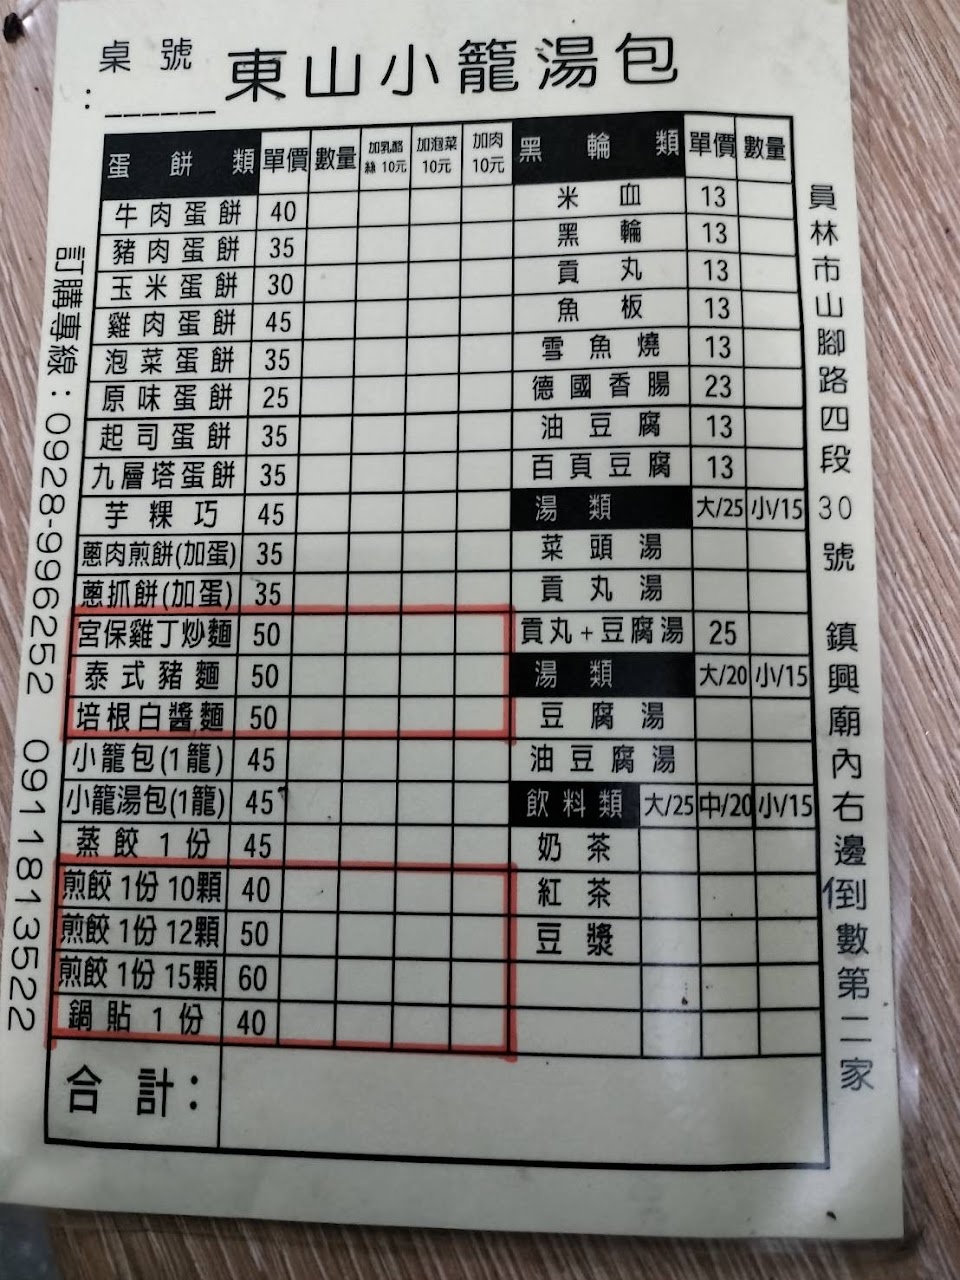 桌號:______
東山小籠湯包
蛋餅類 單價 數量 加乳酪絲 10元 加泡菜 10元 加肉 10元
牛肉蛋餅 40
豬肉蛋餅 35
玉米蛋餅 30
雞肉蛋餅 45
泡菜蛋餅 35
原味蛋餅 25
起司蛋餅 35
九層塔蛋餅 35
芋粿巧 45
蔥肉煎餅(加蛋) 35
蔥抓餅(加蛋) 35
宮保雞丁炒麵 50
泰式豬麵 50
培根白醬麵 50
小籠包(1籠) 45
小籠湯包(1籠) 45
蒸餃1份 45
煎餃1份10顆 40
煎餃1份12顆 50
煎餃1份15顆 60
鍋貼1份 40
合計:
黑輪類 單價 數量
米血 13
黑輪 13
貢丸 13
魚板 13
雪魚燒 13
德國香腸 23
油豆腐 13
百頁豆腐 13
湯類 大/25 小/15
菜頭湯
貢丸湯
貢丸+豆腐湯 25
湯類 大/20 小/15
豆腐湯
油豆腐湯
飲料類 大/25 中/20 小/15
奶茶
紅茶
豆漿
訂購專線:0928-996252 0911813522
員林市山腳路四段30號 鎮興廟內右邊倒數第二家